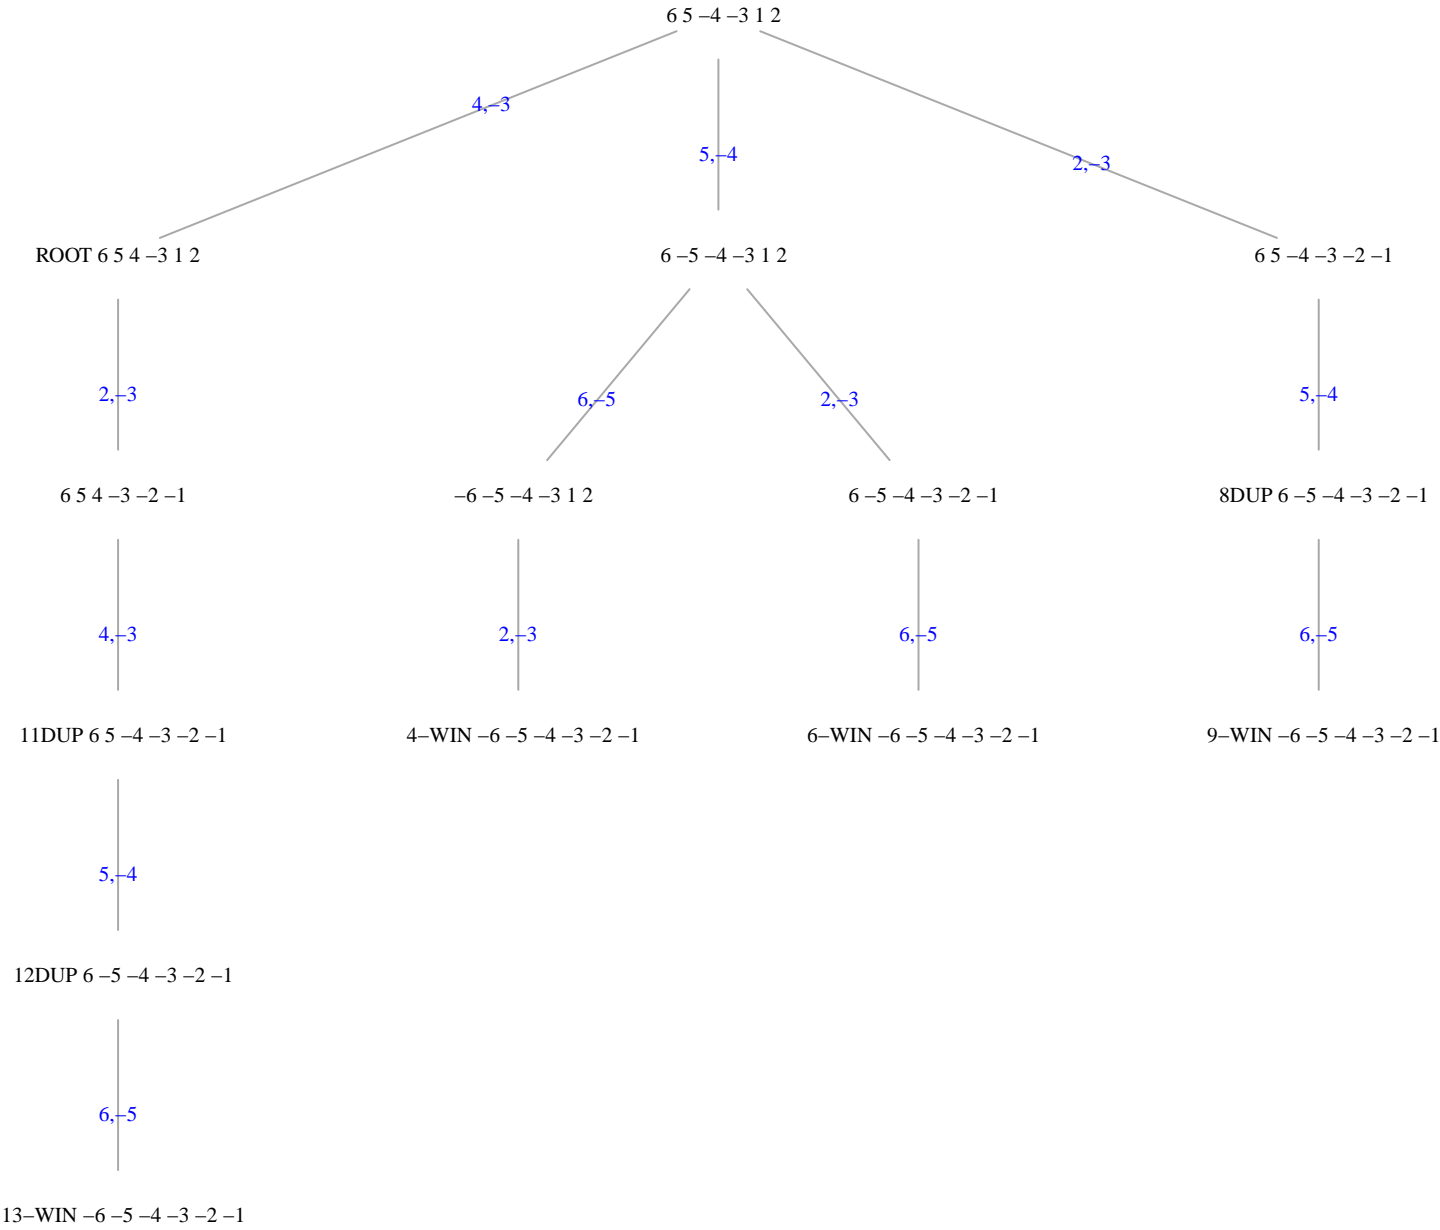 6 5 –4 –3 1 2
4,–3
5,–4
2,–3
ROOT 6 5 4 –3 1 2
6 –5 –4 –3 1 2
6 5 –4 –3 –2 –1
2,–3
6,–5
2,–3
5,–4
6 5 4 –3 –2 –1
–6 –5 –4 –3 1 2
6 –5 –4 –3 –2 –1
8DUP 6 –5 –4 –3 –2 –1
4,–3
2,–3
6,–5
6,–5
11DUP 6 5 –4 –3 –2 –1
4–WIN –6 –5 –4 –3 –2 –1
6–WIN –6 –5 –4 –3 –2 –1
9–WIN –6 –5 –4 –3 –2 –1
5,–4
12DUP 6 –5 –4 –3 –2 –1
6,–5
13–WIN –6 –5 –4 –3 –2 –1